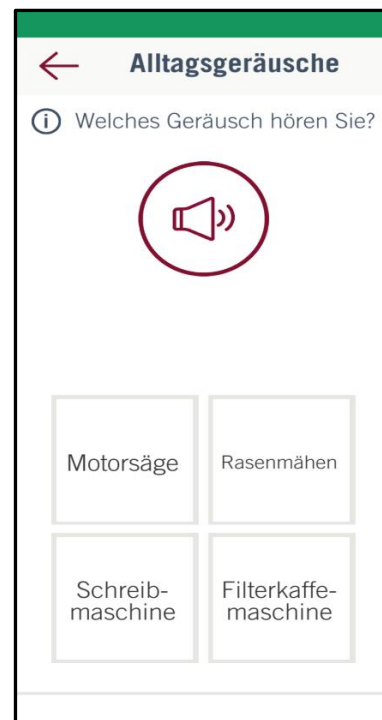 Alltagsgeräusche
Welches Geräusch hören Sie?
Motorsäge
Rasenmähen
Schreib-
maschine
Filterkaffe-
maschine